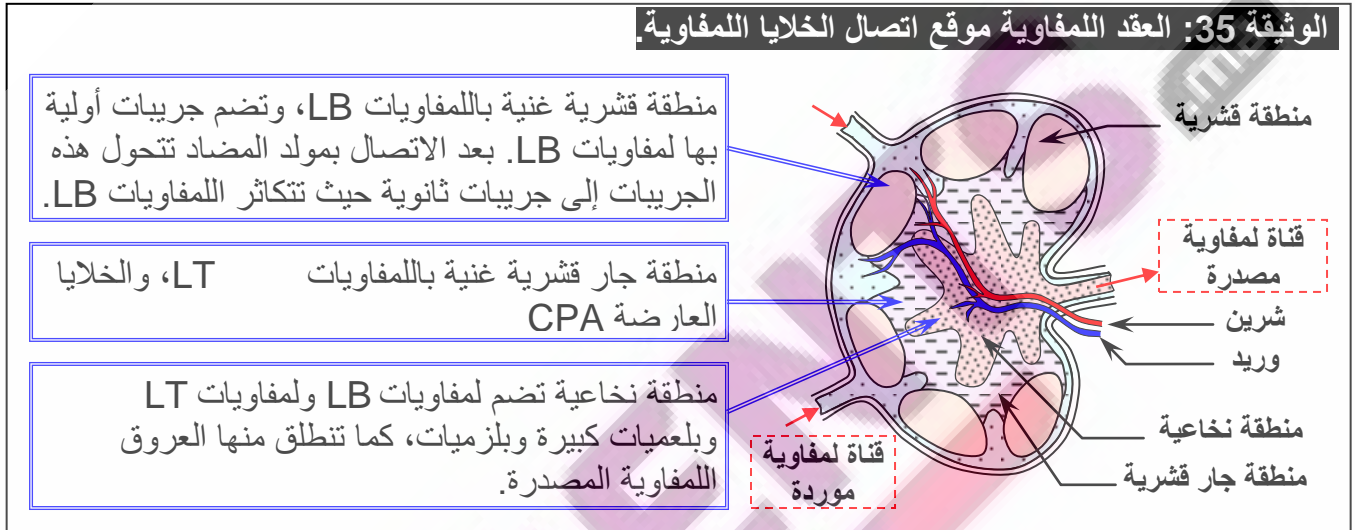 الوثيقة 35: العقد اللمفاوية موقع اتصال الخلايا اللمفاوية.
منطقة قشرية غنية باللمفاويات LB، وتضم جريبات أولية
بها لمفاويات LB. بعد الاتصال بمولد المضاد تتحول هذه
الجريبات إلى جريبات ثانوية حيث تتكاثر اللمفاويات LB.
منطقة جار قشرية غنية باللمفاويات LT، والخلايا
العارضة CPA
منطقة نخاعية تضم لمفاويات LB ولمفاويات LT
وبلعميات كبيرة وبلزميات، كما تنطلق منها العروق
اللمفاوية المصدرة.
منطقة قشرية
قناة لمفاوية
مصدرة
شرين
وريد
منطقة نخاعية
منطقة جار قشرية
قناة لمفاوية
موردة